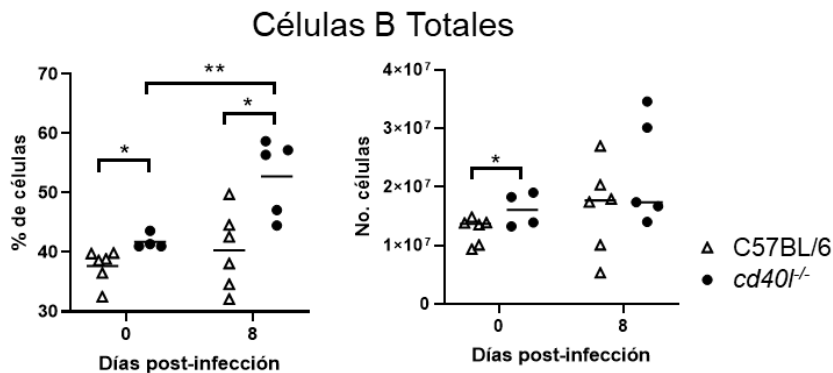 Células B Totales
% de células
70
60
50
40
30
**
*
*
0
8
Días post-infección
No. células
4×10⁷
3×10⁷
2×10⁷
1×10⁷
0
*
0
8
Días post-infección
C57BL/6
cd40l⁻/⁻